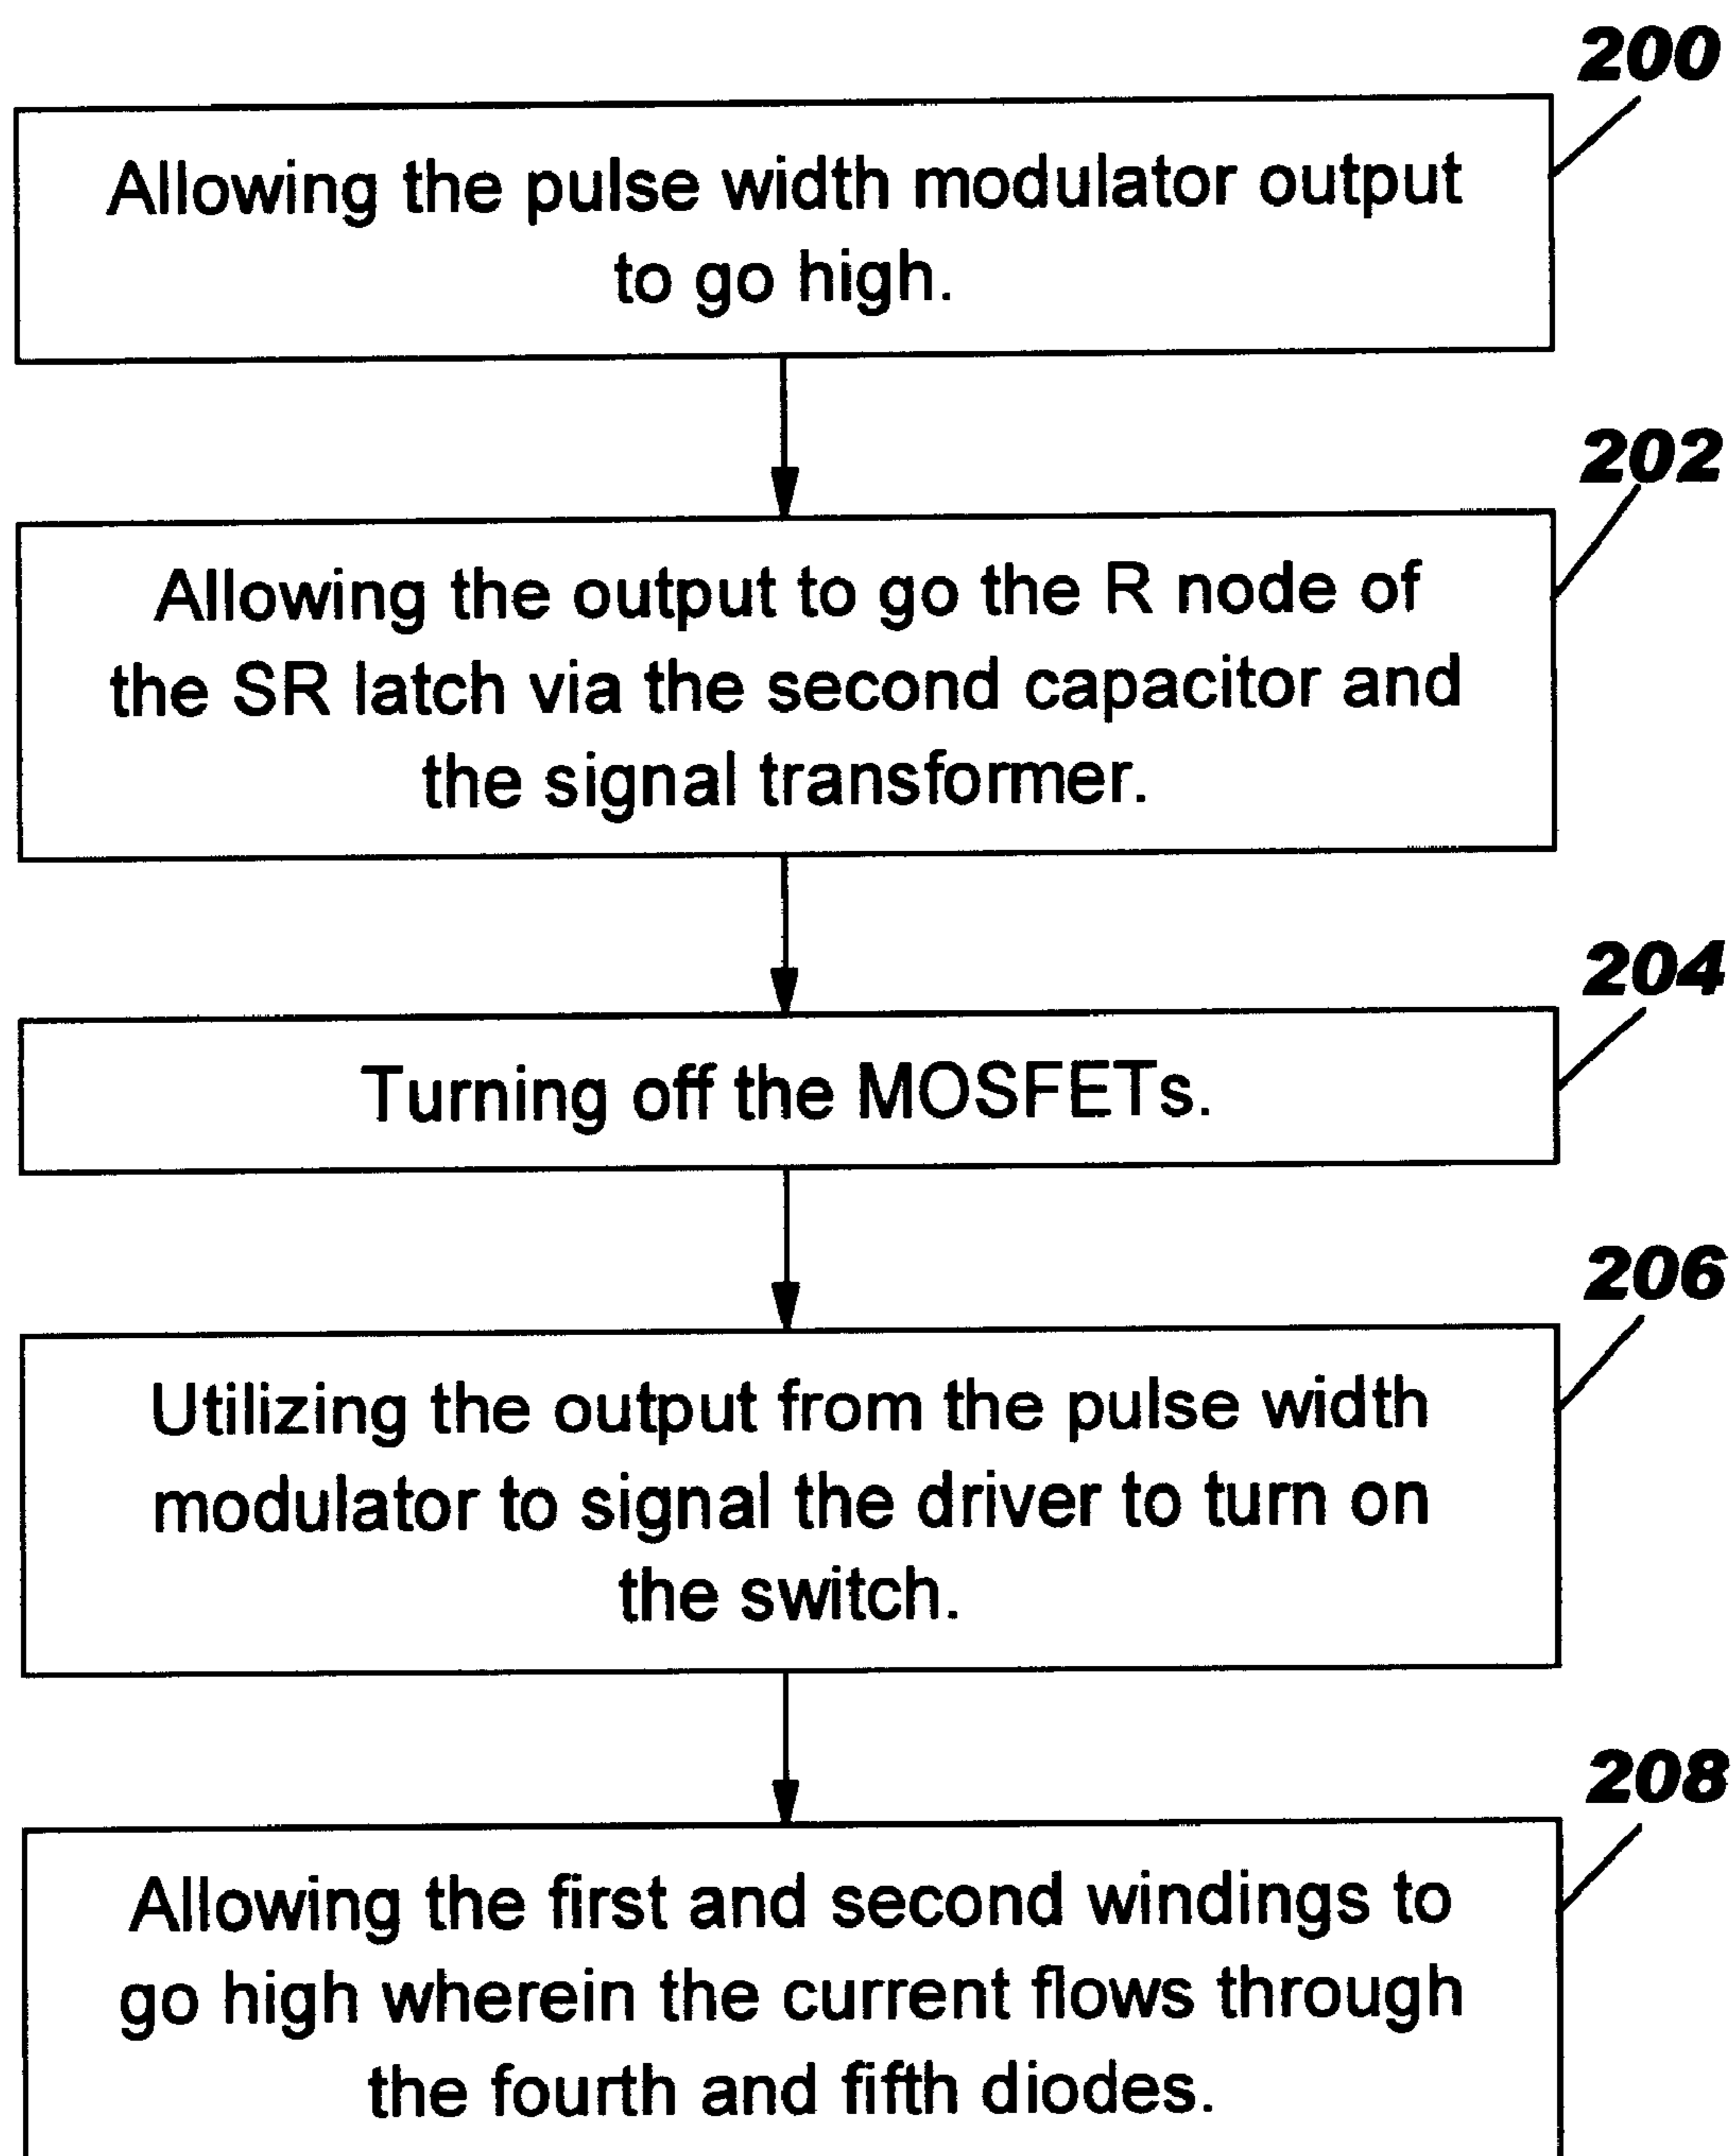 200
Allowing the pulse width modulator output
to go high.
202
Allowing the output to go the R node of
the SR latch via the second capacitor and
the signal transformer.
204
Turning off the MOSFETs.
206
Utilizing the output from the pulse width
modulator to signal the driver to turn on
the switch.
208
Allowing the first and second windings to
go high wherein the current flows through
the fourth and fifth diodes.